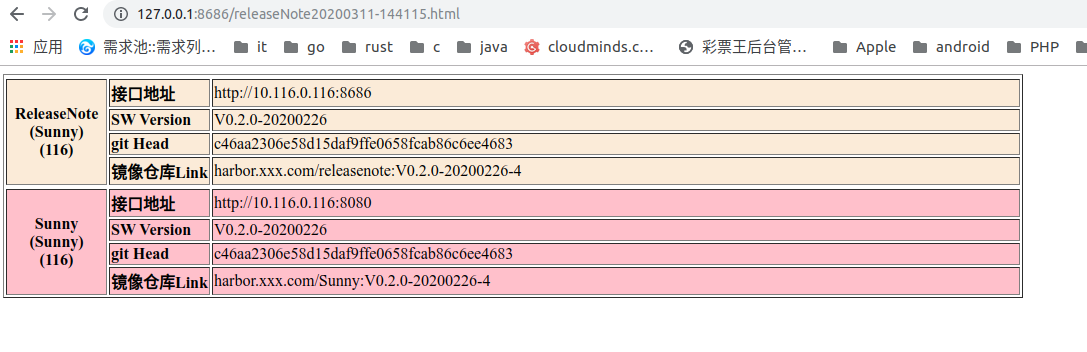 127.0.0.1:8686/releaseNote20200311-144115.html
应用 需求池::需求列… it go rust c java cloudminds.c… 彩票王后台管… Apple android PHP
ReleaseNote
(Sunny)
(116)
接口地址 http://10.116.0.116:8686
SW Version V0.2.0-20200226
git Head c46aa2306e58d15daf9ffe0658fcab86c6ee4683
镜像仓库Link harbor.xxx.com/releasenote:V0.2.0-20200226-4
Sunny
(Sunny)
(116)
接口地址 http://10.116.0.116:8080
SW Version V0.2.0-20200226
git Head c46aa2306e58d15daf9ffe0658fcab86c6ee4683
镜像仓库Link harbor.xxx.com/Sunny:V0.2.0-20200226-4